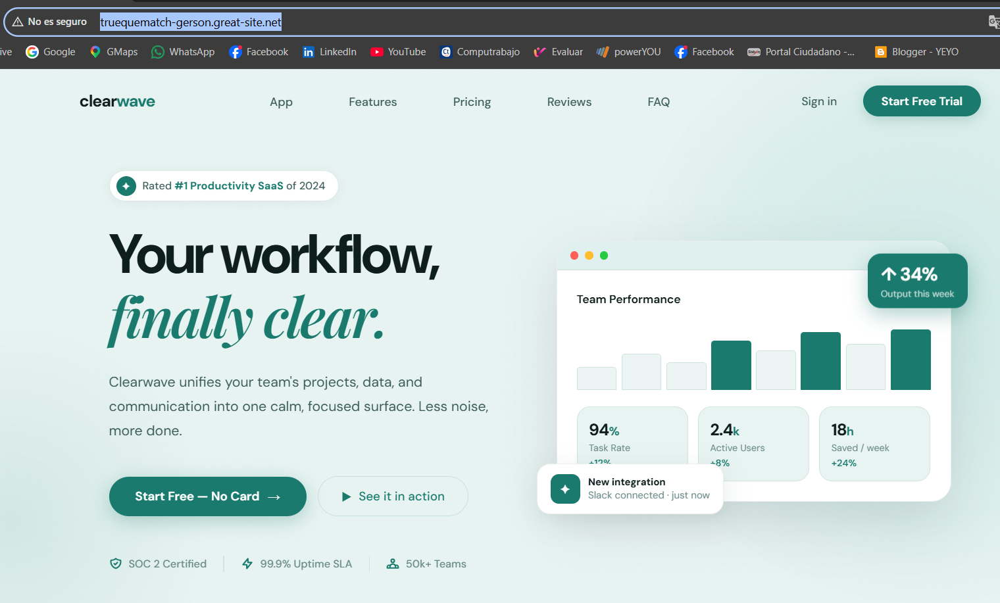 No es seguro
truequematch-gerson.great-site.net
ive
Google
GMaps
WhatsApp
Facebook
LinkedIn
YouTube
Computrabajo
Evaluar
powerYOU
Facebook
Portal Ciudadano -...
Blogger - YEYO
clearwave
App
Features
Pricing
Reviews
FAQ
Sign in
Start Free Trial
Rated #1 Productivity SaaS of 2024
Your workflow,
finally clear.
Clearwave unifies your team's projects, data, and
communication into one calm, focused surface. Less noise,
more done.
Start Free — No Card →
See it in action
SOC 2 Certified
99.9% Uptime SLA
50k+ Teams
↑ 34%
Output this week
Team Performance
94%
Task Rate
+12%
2.4k
Active Users
+8%
18h
Saved / week
+24%
New integration
Slack connected · just now